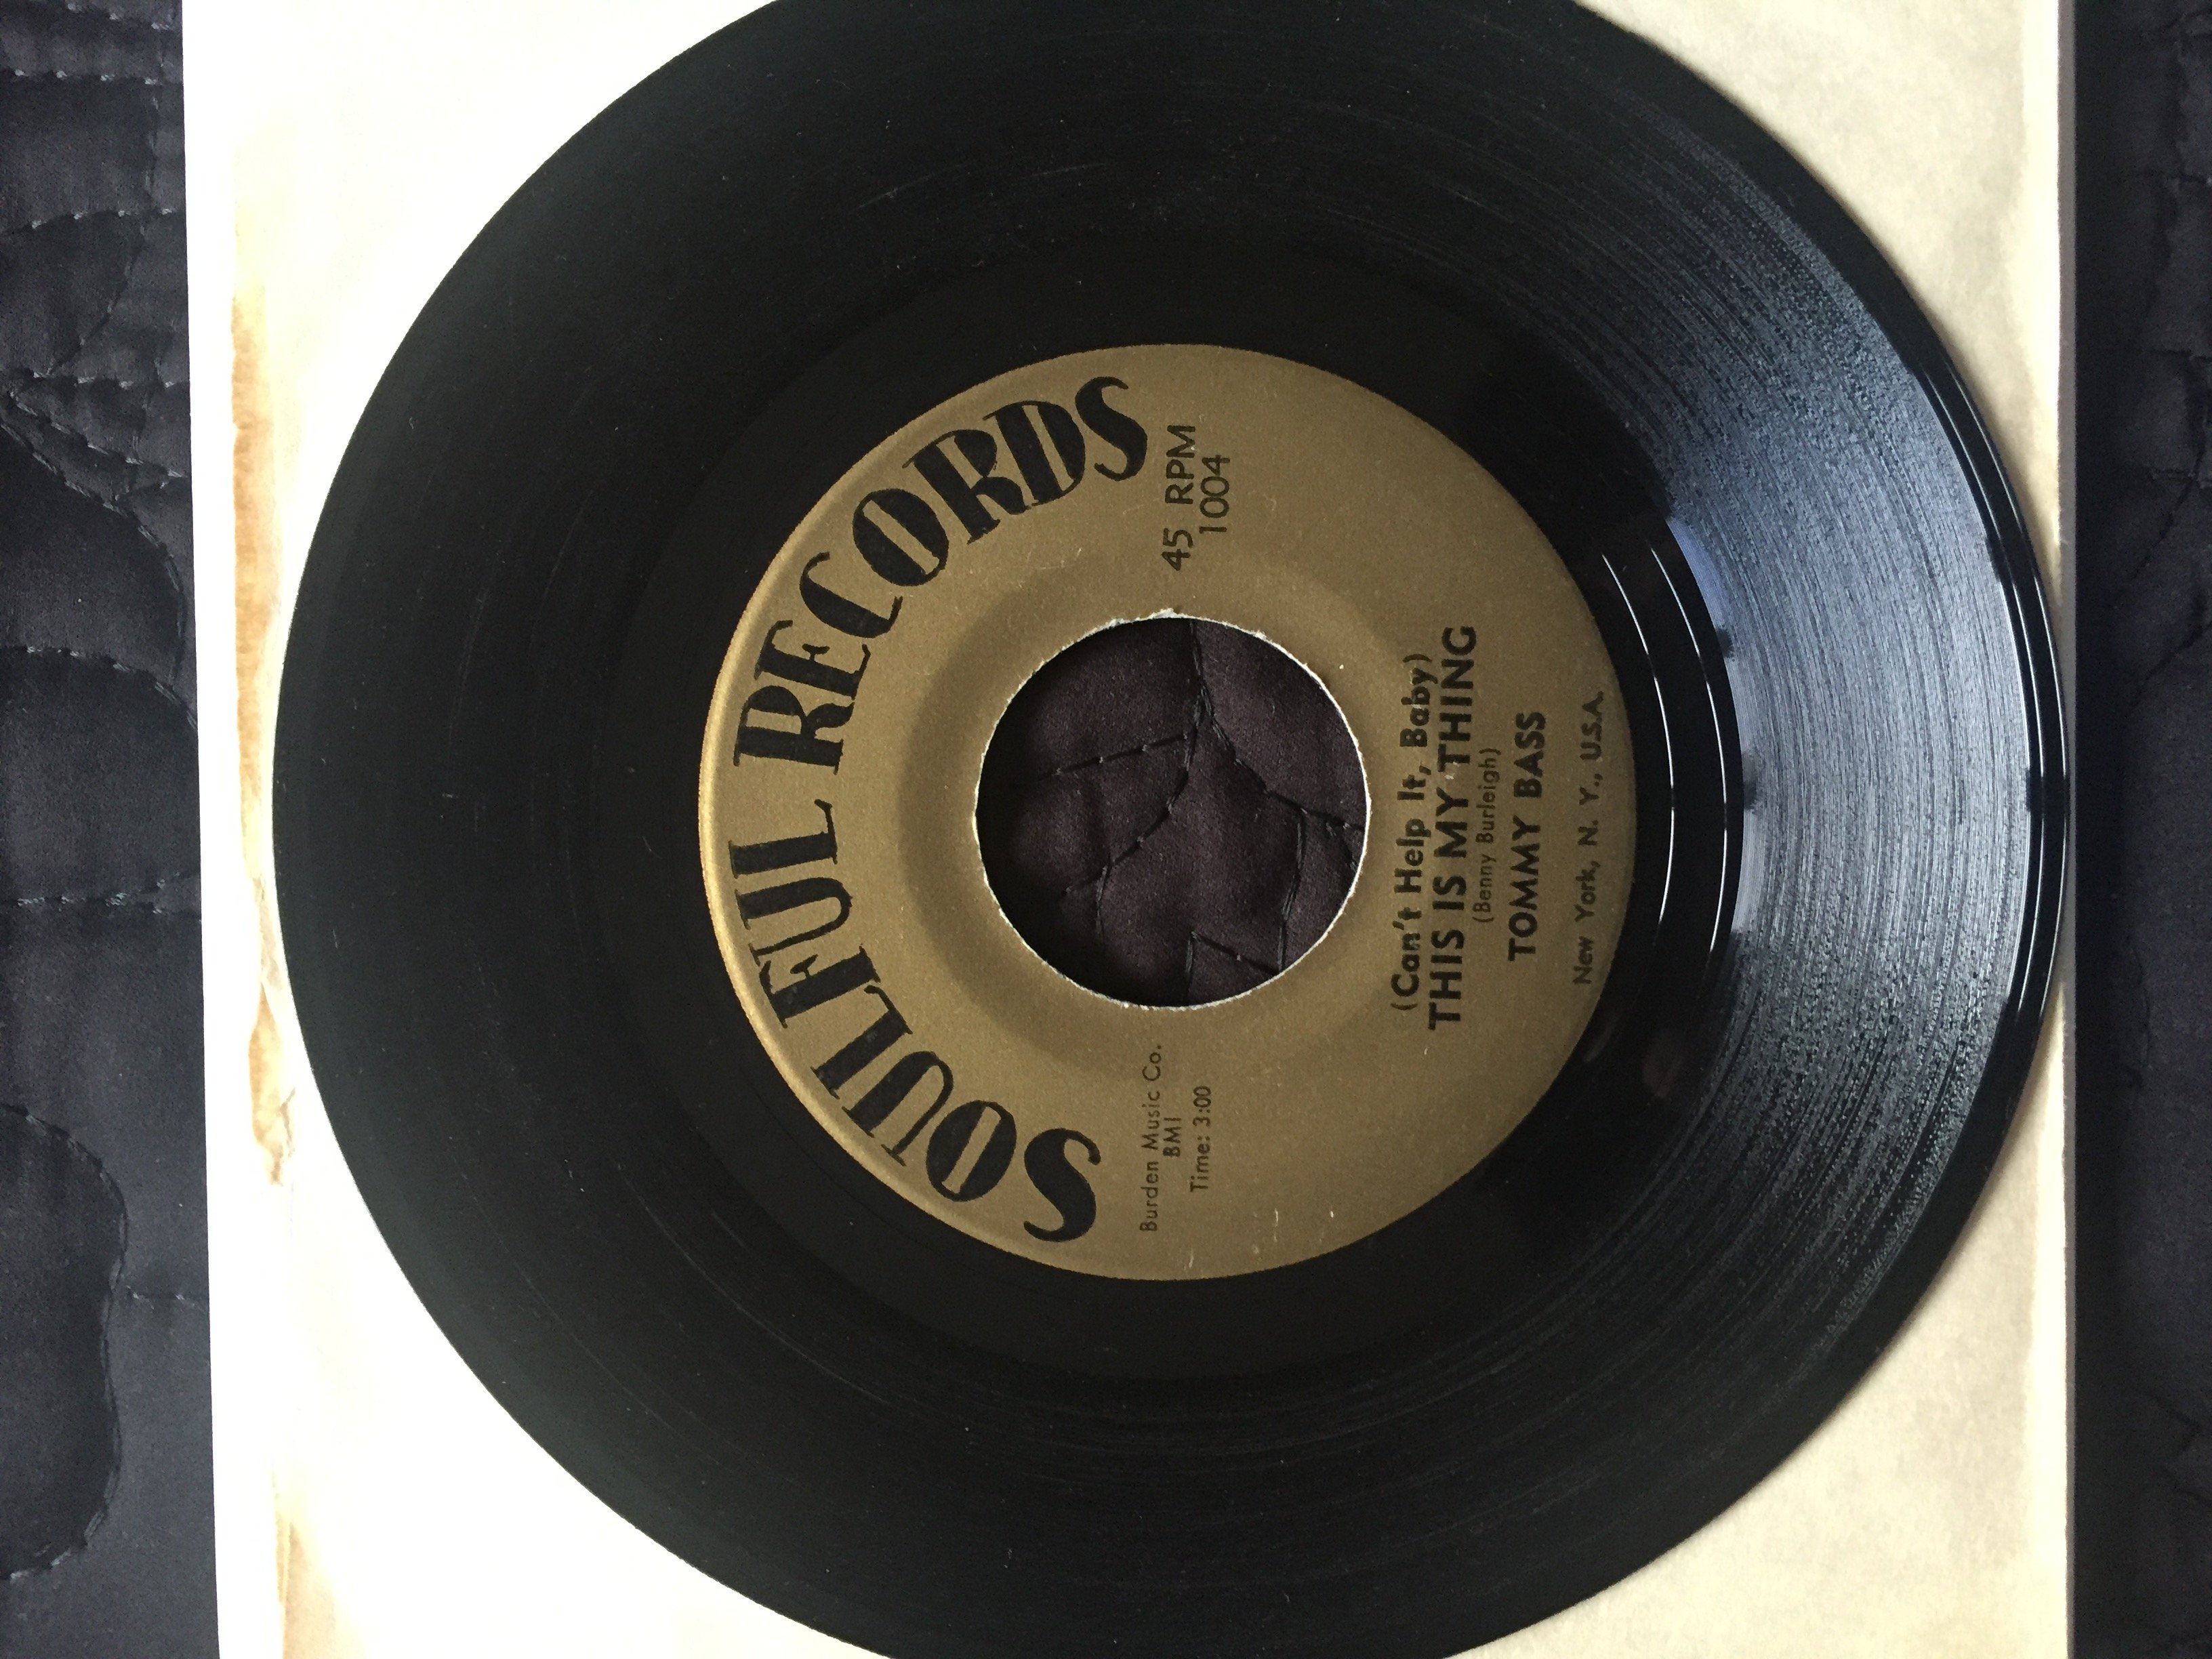 SOULFUL RECORDS
Burden Music Co.
BMI
Time: 3:00
45 RPM
1004
(Can't Help It, Baby)
THIS IS MY THING
(Benny Burleigh)
TOMMY BASS
New York, N. Y., U.S.A.